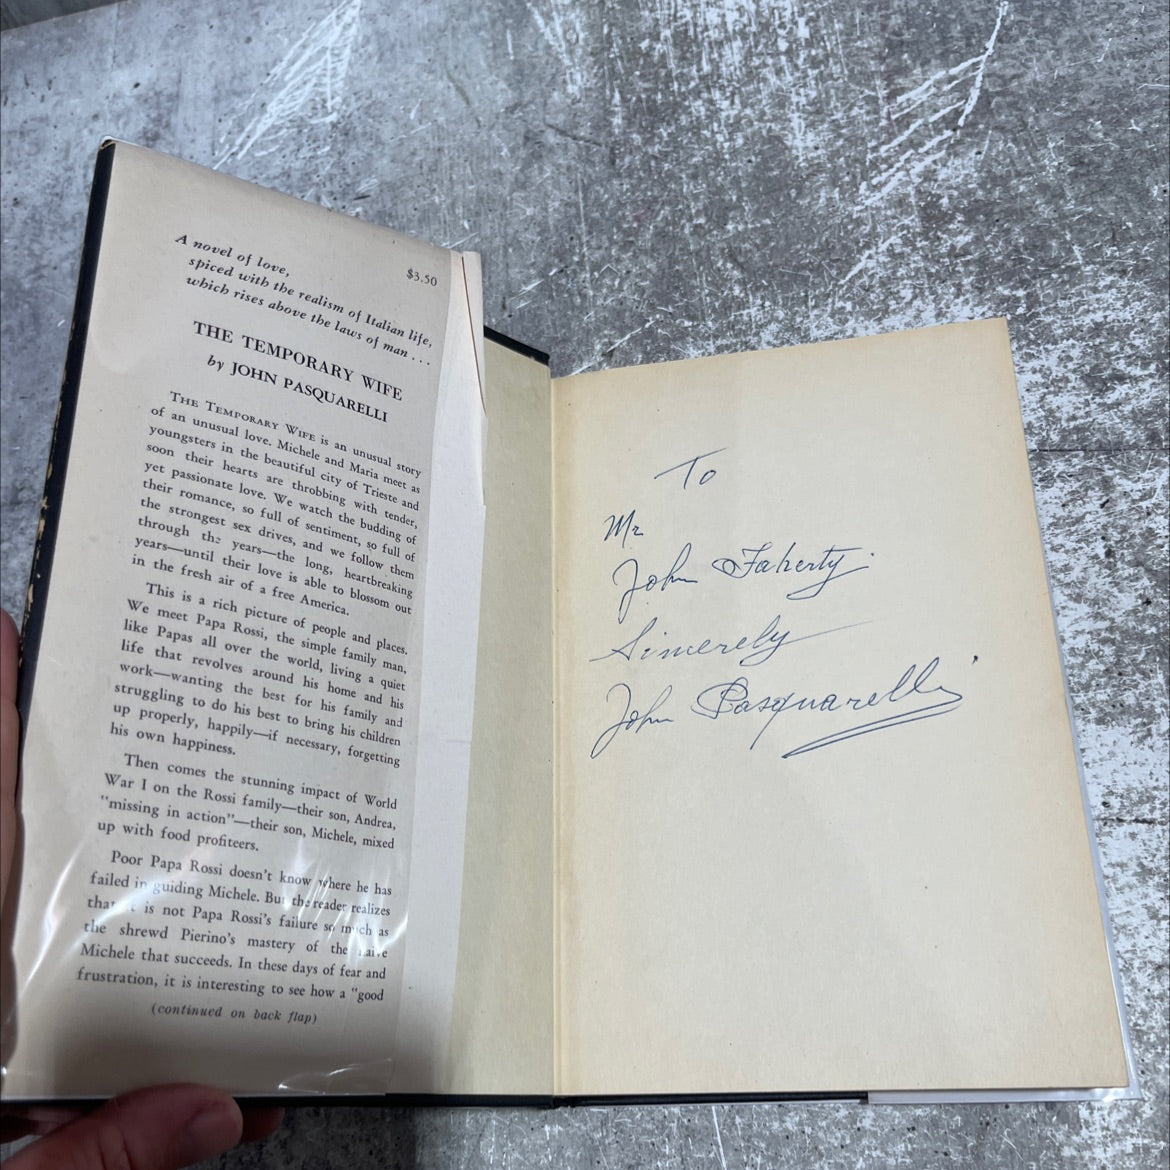 A novel of love,
spiced with the realism of Italian life,
which rises above the laws of man . . .
$3.50
THE TEMPORARY WIFE
by JOHN PASQUARELLI
THE TEMPORARY WIFE is an unusual story
of an unusual love. Michele and Maria meet as
youngsters in the beautiful city of Trieste and
soon their hearts are throbbing with tender,
yet passionate love. We watch the budding of
their romance, so full of sentiment, so full of
the strongest sex drives, and we follow them
through the years—the long, heartbreaking
years—until their love is able to blossom out
in the fresh air of a free America.
This is a rich picture of people and places.
We meet Papa Rossi, the simple family man,
like Papas all over the world, living a quiet
life that revolves around his home and his
work—wanting the best for his family and
struggling to do his best to bring his children
up properly, happily—if necessary, forgetting
his own happiness.
Then comes the stunning impact of World
War I on the Rossi family—their son, Andrea,
"missing in action"—their son, Michele, mixed
up with food profiteers.
Poor Papa Rossi doesn't know where he has
failed in guiding Michele. But the reader realizes
that it is not Papa Rossi's failure so much as
the shrewd Pierino's mastery of the naive
Michele that succeeds. In these days of fear and
frustration, it is interesting to see how a "good
(continued on back flap)
To
Mr
John Faherty
Sincerely
John Pasquarelli